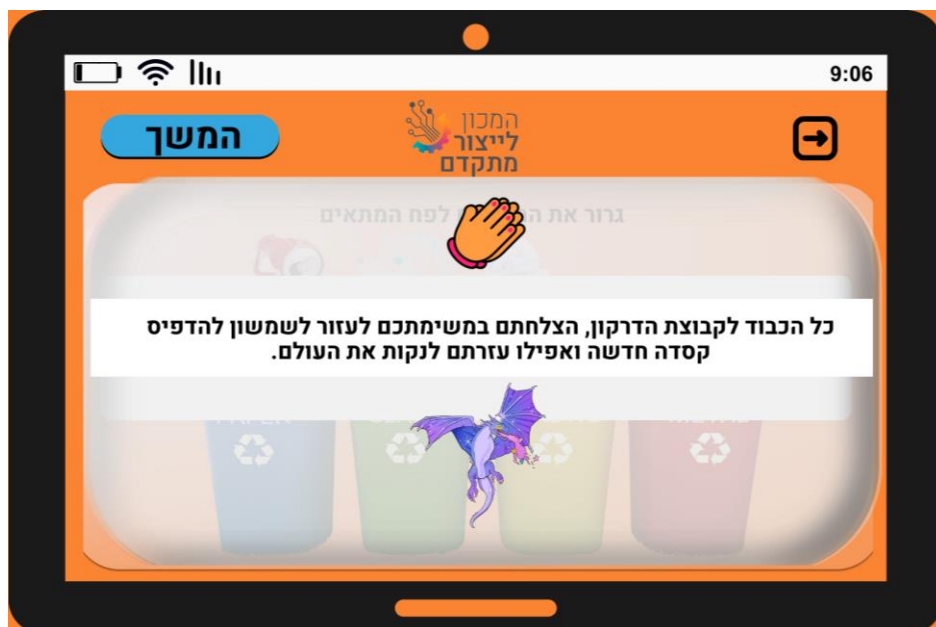 9:06
המשך
המכון
לייצור
מתקדם
גרור את לפח המתאים
כל הכבוד לקבוצת הדרקון, הצלחתם במשימתכם לעזור לשמשון להדפיס
קסדה חדשה ואפילו עזרתם לנקות את העולם.